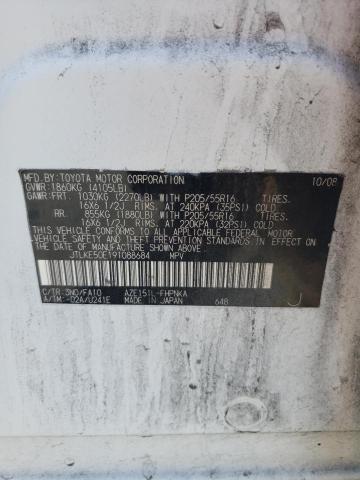 MFD. BY: TOYOTA MOTOR CORPORATION 10/08
GVWR: 1860KG (4105LB)
GAWR: FRT. 1030KG (2270LB) WITH P205/55R16 TIRES.
16X6 1/2J RIMS. AT 240KPA (35PSI) COLD
RR. 855KG (1880LB) WITH P205/55R16 TIRES.
16X6 1/2J RIMS. AT 220KPA (32PSI) COLD
THIS VEHICLE CONFORMS TO ALL APPLICABLE FEDERAL MOTOR
VEHICLE SAFETY AND THEFT PREVENTION STANDARDS IN EFFECT ON
THE DATE OF MANUFACTURE SHOWN ABOVE.
JTLKE50E191088684 MPV
C/TR: 3N0/FA10 AZE151L-FHPNKA
A/TM: -02A/U241E MADE IN JAPAN 648 J